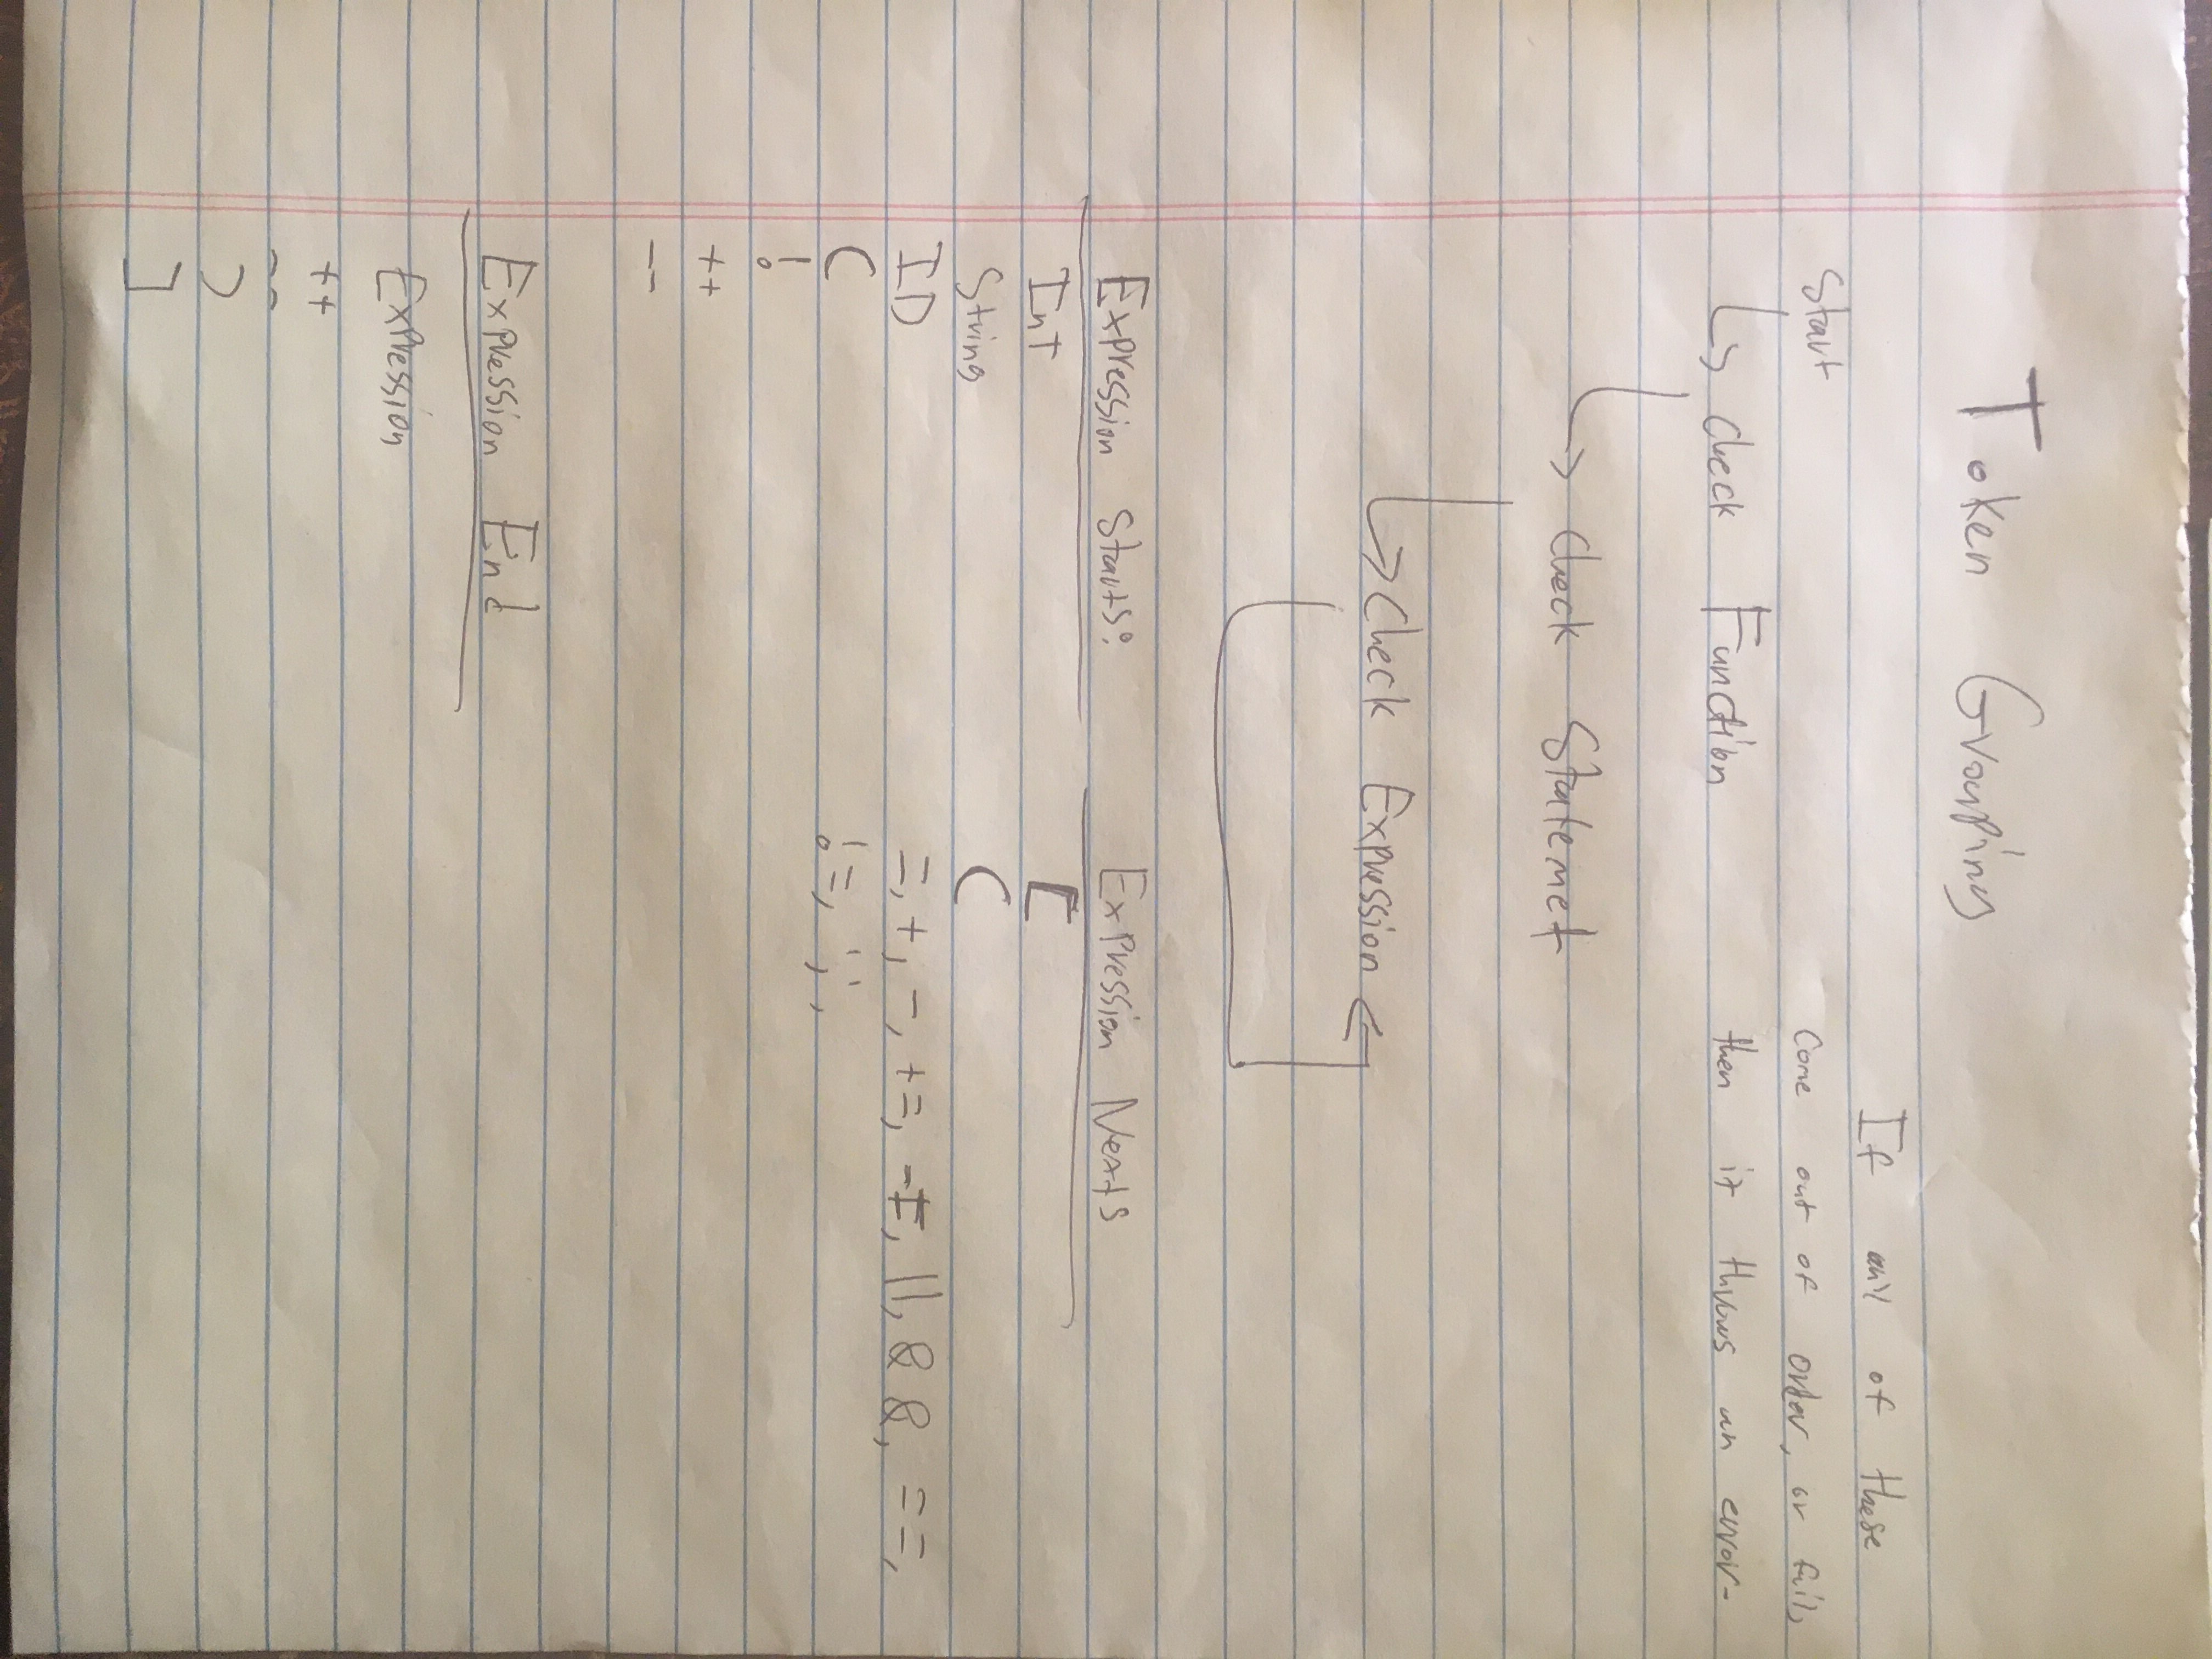 Token Grouping
If any of these
Start
Come out of order, or fail,
↳ Check Function
then it throws an error.
↳ Check Statemet
↳ Check Expression ←
Expression Starts:
Expression Nexts
Int
[
String
(
ID
=, +, -, +=, -=, ||, &&, ==,
(
!=,
!
++
--
Expression End
Expression
++
--
)
]